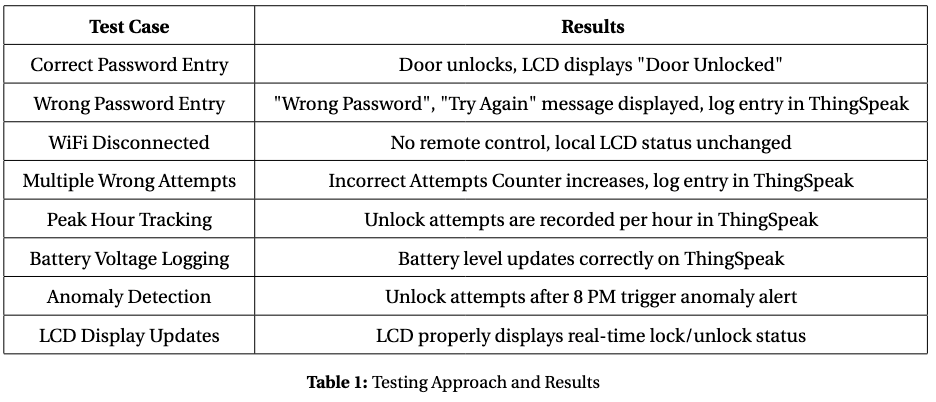 Test Case Results
Correct Password Entry Door unlocks, LCD displays "Door Unlocked"
Wrong Password Entry "Wrong Password", "Try Again" message displayed, log entry in ThingSpeak
WiFi Disconnected No remote control, local LCD status unchanged
Multiple Wrong Attempts Incorrect Attempts Counter increases, log entry in ThingSpeak
Peak Hour Tracking Unlock attempts are recorded per hour in ThingSpeak
Battery Voltage Logging Battery level updates correctly on ThingSpeak
Anomaly Detection Unlock attempts after 8 PM trigger anomaly alert
LCD Display Updates LCD properly displays real-time lock/unlock status
Table 1: Testing Approach and Results